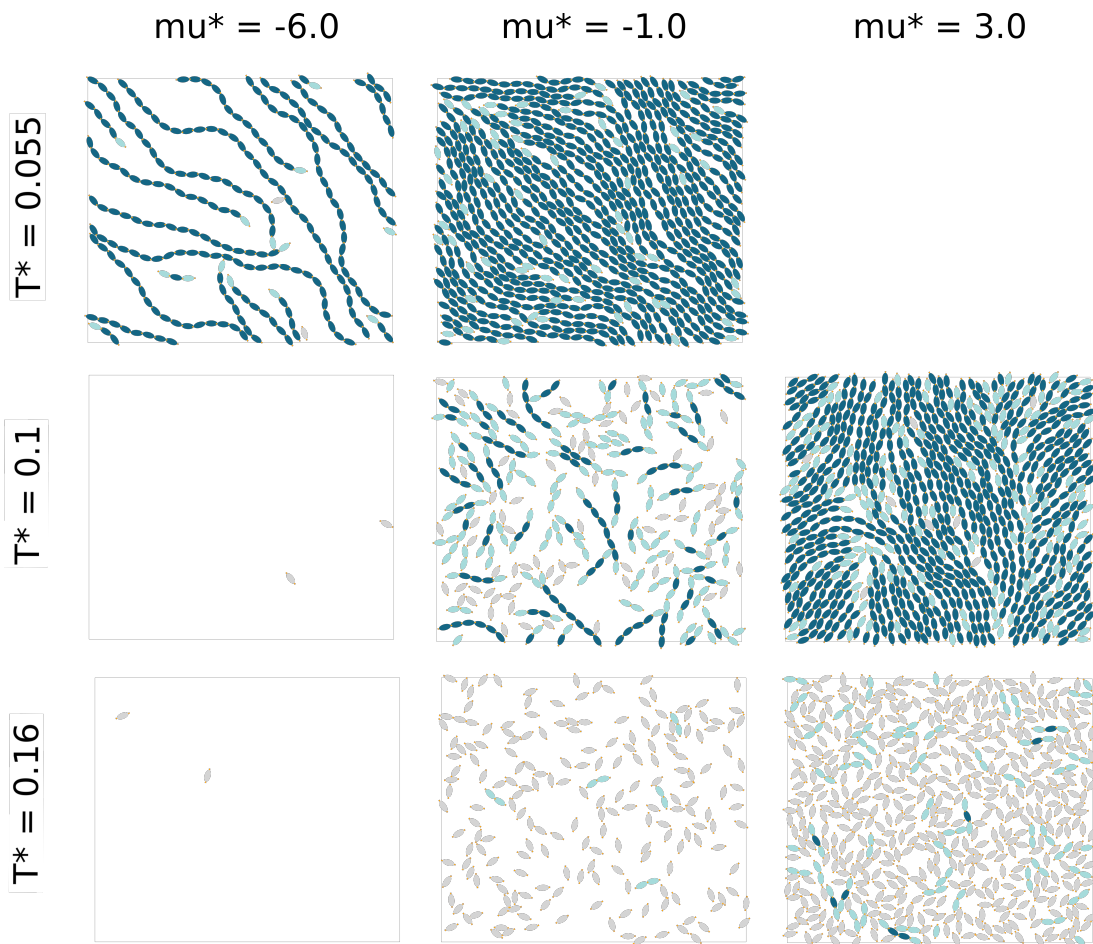 mu* = -6.0
mu* = -1.0
mu* = 3.0
T* = 0.055
T* = 0.1
T* = 0.16